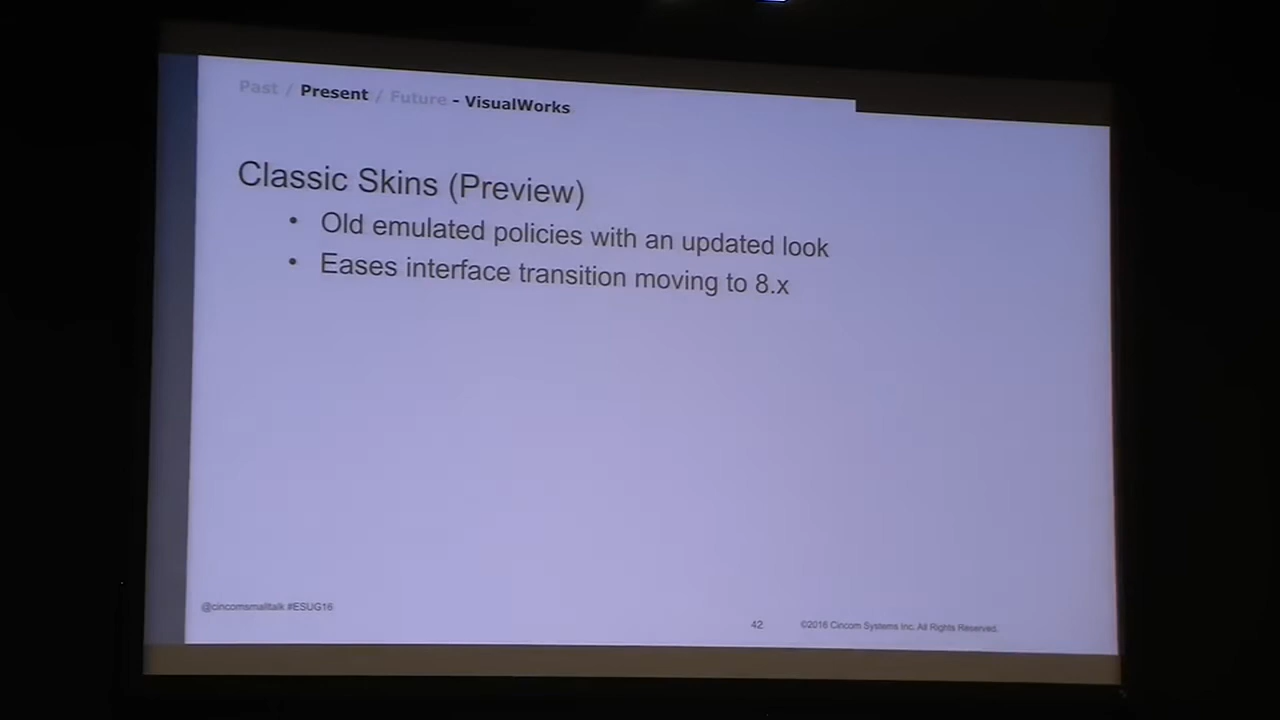 Past / Present / Future - VisualWorks
Classic Skins (Preview)
• Old emulated policies with an updated look
• Eases interface transition moving to 8.x
@cincomsmalltalk #ESUG16
42
©2016 Cincom Systems Inc. All Rights Reserved.